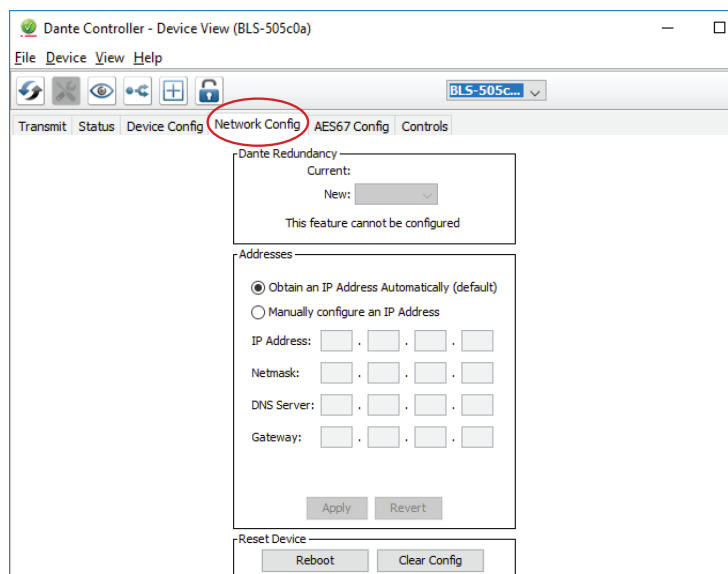 Dante Controller - Device View (BLS-505c0a)
File Device View Help
BLS-505c...
Transmit Status Device Config Network Config AES67 Config Controls
Dante Redundancy
Current:
New:
This feature cannot be configured
Addresses
Obtain an IP Address Automatically (default)
Manually configure an IP Address
IP Address: . . .
Netmask: . . .
DNS Server: . . .
Gateway: . . .
Apply Revert
Reset Device
Reboot Clear Config